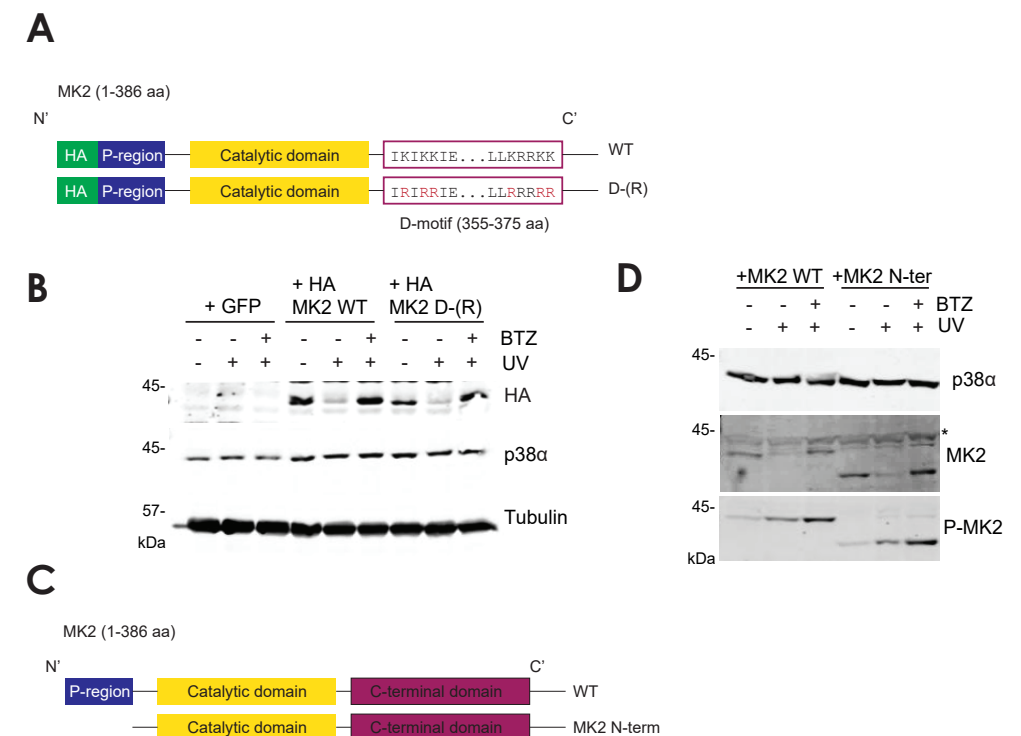 A
MK2 (1-386 aa)
N' C'
HA P-region Catalytic domain IKIKKIE...LLKRRKK WT
HA P-region Catalytic domain IRIRRIE...LLRRRRR D-(R)
D-motif (355-375 aa)
B
+ GFP + HA MK2 WT + HA MK2 D-(R)
- - + - - + - - + BTZ
- + + - + + - + + UV
45- HA
45- p38α
57- Tubulin
kDa
C
MK2 (1-386 aa)
N' C'
P-region Catalytic domain C-terminal domain WT
Catalytic domain C-terminal domain MK2 N-term
D
+MK2 WT +MK2 N-ter
- - + - - + BTZ
- + + - + + UV
45- p38α
45- * MK2
45- P-MK2
kDa